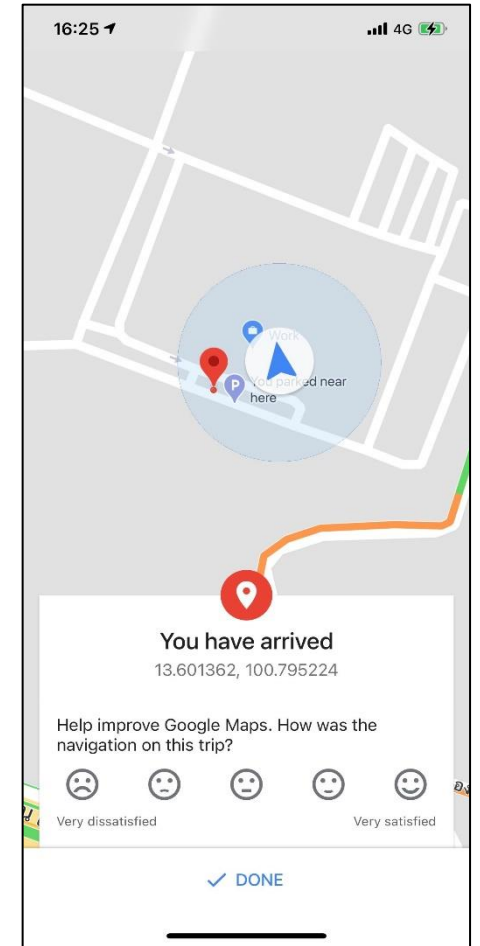 16:25
4G
Work
You parked near
here
P
You have arrived
13.601362, 100.795224
Help improve Google Maps. How was the
navigation on this trip?
Very dissatisfied
Very satisfied
DONE